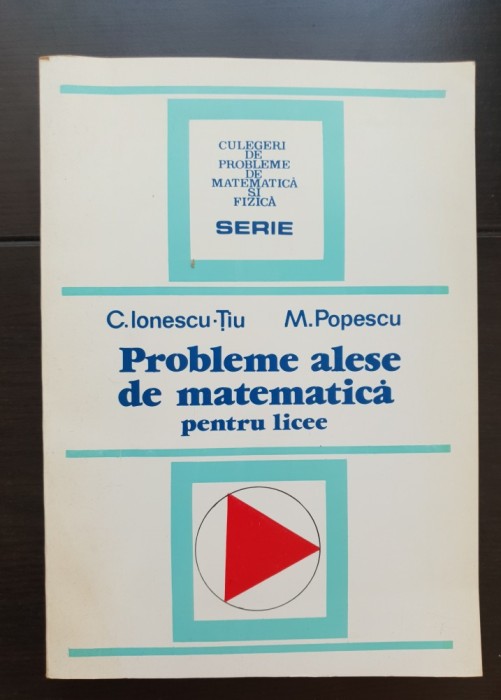 CULEGERI
DE
PROBLEME
DE
MATEMATICĂ
ȘI
FIZICĂ
SERIE
C.Ionescu-Țiu M.Popescu
Probleme alese
de matematică
pentru licee